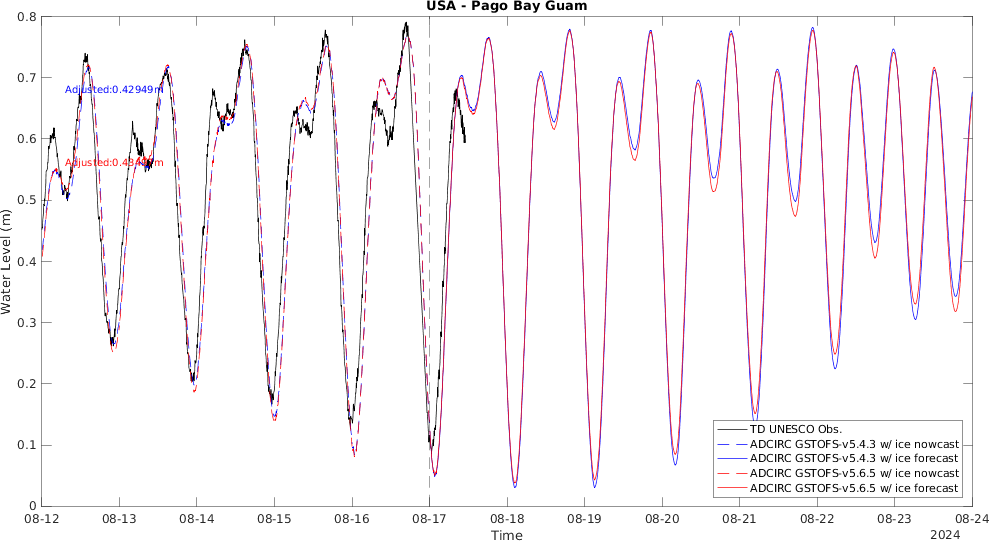 USA - Pago Bay Guam
0.8
0.7
0.6
0.5
0.4
0.3
0.2
0.1
0
Water Level (m)
Adjusted:0.42949m
TD UNESCO Obs.
ADCIRC GSTOFS-v5.4.3 w/ ice nowcast
ADCIRC GSTOFS-v5.4.3 w/ ice forecast
ADCIRC GSTOFS-v5.6.5 w/ ice nowcast
ADCIRC GSTOFS-v5.6.5 w/ ice forecast
08-12 08-13 08-14 08-15 08-16 08-17 08-18 08-19 08-20 08-21 08-22 08-23 08-24
Time
2024